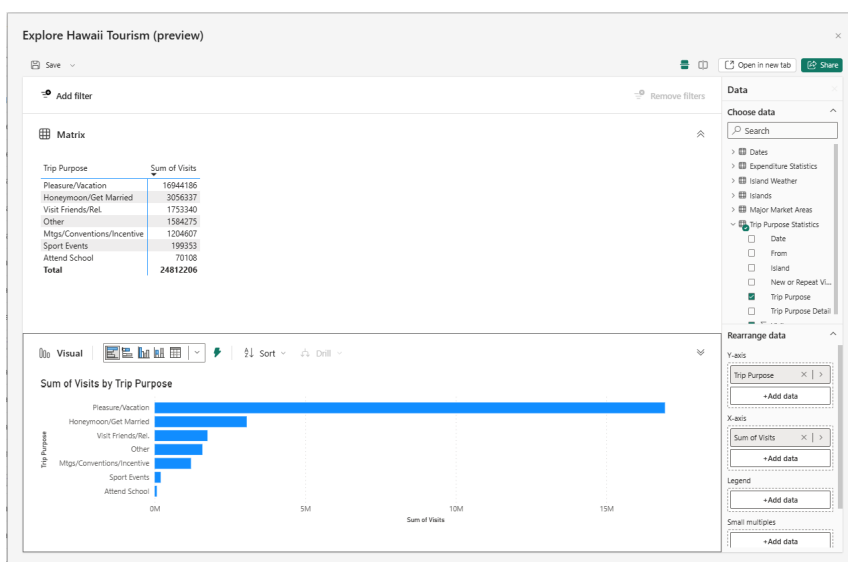 Explore Hawaii Tourism (preview)
Save
Open in new tab
Share
Add filter
Remove filters
Matrix
Trip Purpose Sum of Visits
Pleasure/Vacation 16944186
Honeymoon/Get Married 3056337
Visit Friends/Rel. 1753340
Other 1584275
Mtgs/Conventions/Incentive 1204607
Sport Events 199353
Attend School 70108
Total 24812206
Visual
Sort
Drill
Sum of Visits by Trip Purpose
Trip Purpose
Pleasure/Vacation
Honeymoon/Get Married
Visit Friends/Rel.
Other
Mtgs/Conventions/Incentive
Sport Events
Attend School
0M 5M 10M 15M
Sum of Visits
Data
Choose data
Search
Dates
Expenditure Statistics
Island Weather
Islands
Major Market Areas
Trip Purpose Statistics
Date
From
Island
New or Repeat Vi...
Trip Purpose
Trip Purpose Detail
Rearrange data
Y-axis
Trip Purpose
+Add data
X-axis
Sum of Visits
+Add data
Legend
+Add data
Small multiples
+Add data